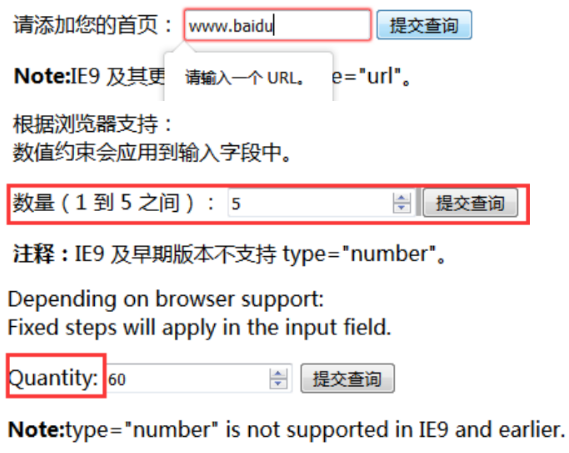 请添加您的首页： www.baidu 提交查询
Note:IE9 及其更 e="url"。
请输入一个 URL。
根据浏览器支持：
数值约束会应用到输入字段中。
数量（1 到 5 之间）： 5 提交查询
注释：IE9 及早期版本不支持 type="number"。
Depending on browser support:
Fixed steps will apply in the input field.
Quantity: 60 提交查询
Note:type="number" is not supported in IE9 and earlier.